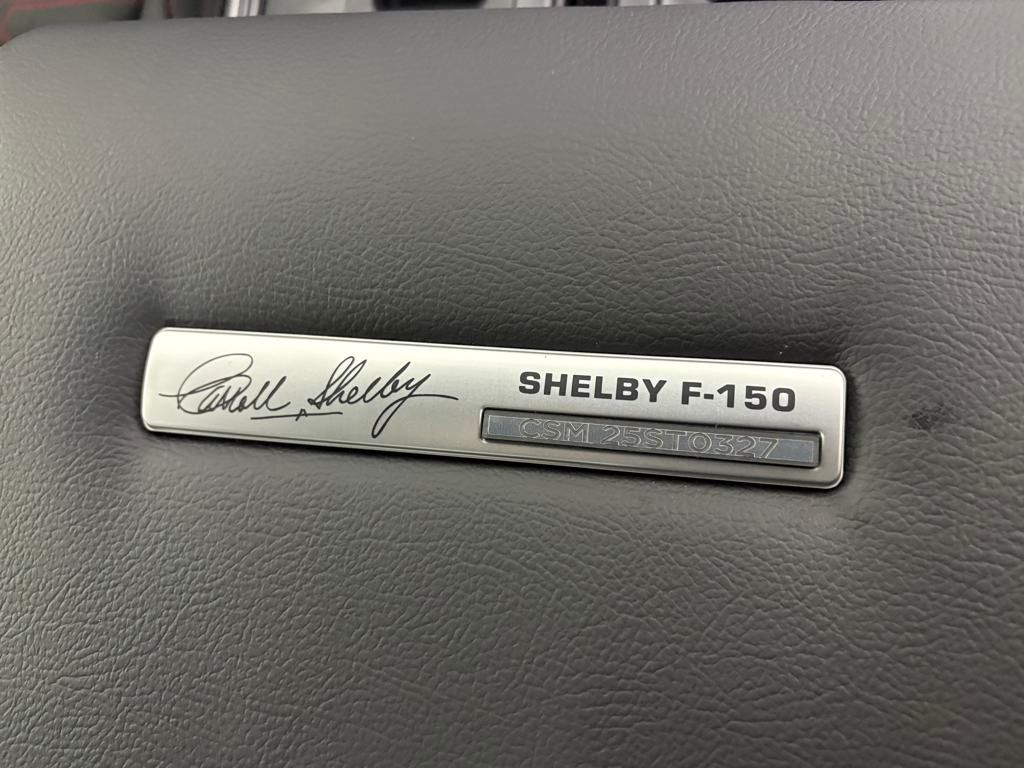 Carroll Shelby
SHELBY F-150
CSM 25ST0327